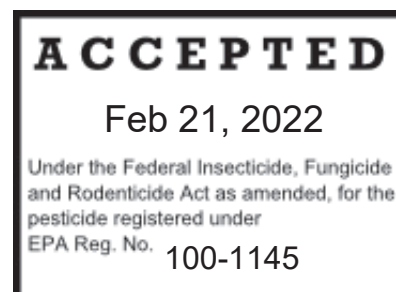 ACCEPTED
Feb 21, 2022
Under the Federal Insecticide, Fungicide
and Rodenticide Act as amended, for the
pesticide registered under
EPA Reg. No. 100-1145